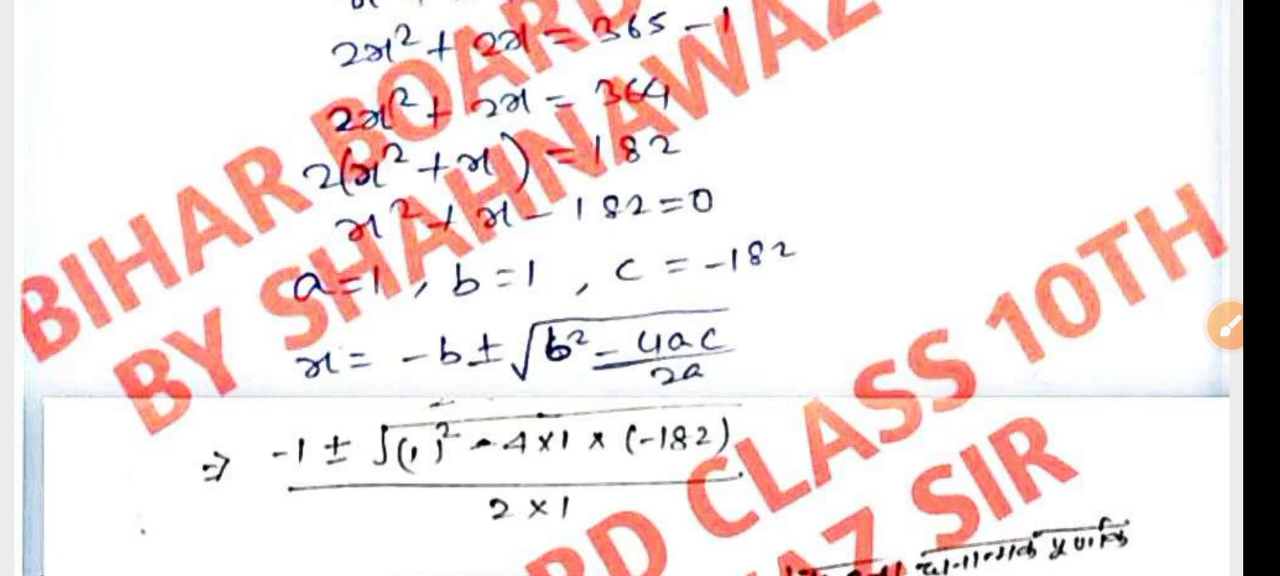 2x² + 2x = 365 - 1
2x² + 2x = 364
2(x² + x) = 182
x² + x - 182 = 0
a = 1, b = 1, c = -182
x = -b ± √b² - 4ac
2a
⇒ -1 ± √(1)² - 4×1 × (-182)
2 × 1
BIHAR BOARD CLASS 10TH
BY SHAHNAWAZ SIR